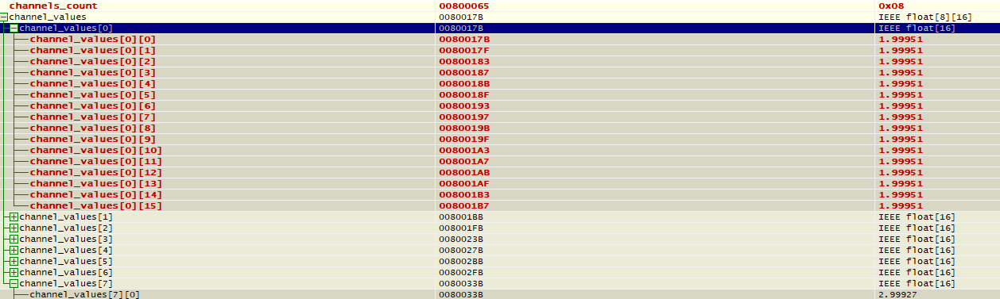 channels_count 00800065 0x08
channel_values 0080017B IEEE float[8][16]
channel_values[0] 0080017B IEEE float[16]
channel_values[0][0] 0080017B 1.99951
channel_values[0][1] 0080017F 1.99951
channel_values[0][2] 00800183 1.99951
channel_values[0][3] 00800187 1.99951
channel_values[0][4] 0080018B 1.99951
channel_values[0][5] 0080018F 1.99951
channel_values[0][6] 00800193 1.99951
channel_values[0][7] 00800197 1.99951
channel_values[0][8] 0080019B 1.99951
channel_values[0][9] 0080019F 1.99951
channel_values[0][10] 008001A3 1.99951
channel_values[0][11] 008001A7 1.99951
channel_values[0][12] 008001AB 1.99951
channel_values[0][13] 008001AF 1.99951
channel_values[0][14] 008001B3 1.99951
channel_values[0][15] 008001B7 1.99951
channel_values[1] 008001BB IEEE float[16]
channel_values[2] 008001FB IEEE float[16]
channel_values[3] 0080023B IEEE float[16]
channel_values[4] 0080027B IEEE float[16]
channel_values[5] 008002BB IEEE float[16]
channel_values[6] 008002FB IEEE float[16]
channel_values[7] 0080033B IEEE float[16]
channel_values[7][0] 0080033B 2.99927